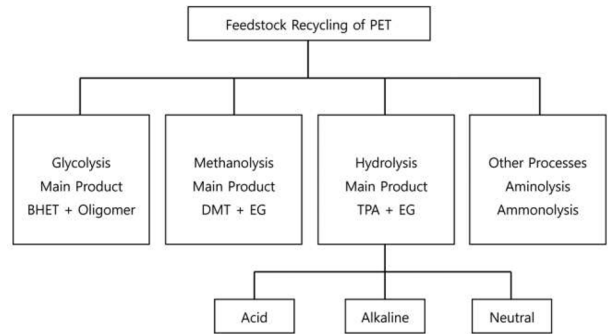 Feedstock Recycling of PET
Glycolysis
Main Product
BHET + Oligomer
Methanolysis
Main Product
DMT + EG
Hydrolysis
Main Product
TPA + EG
Other Processes
Aminolysis
Ammonolysis
Acid
Alkaline
Neutral